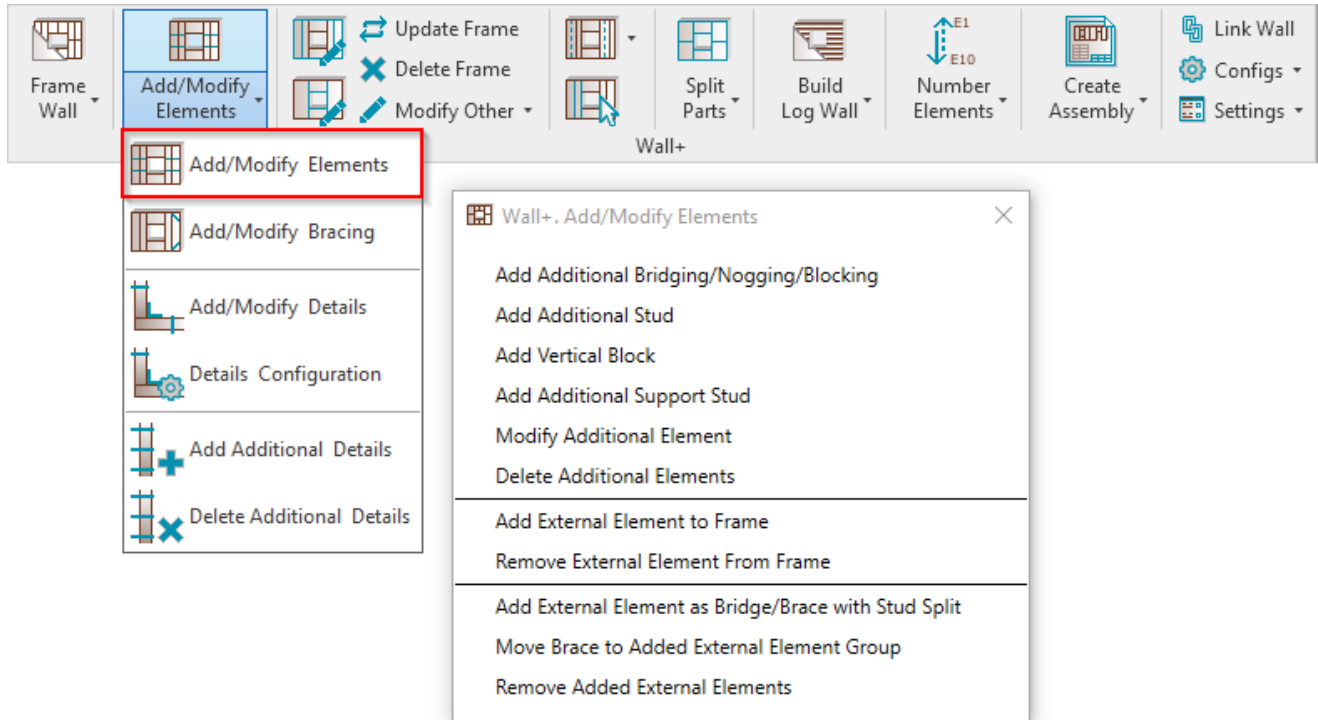 Frame
Wall
Add/Modify
Elements
Update Frame
Delete Frame
Modify Other
Split
Parts
Build
Log Wall
E1
E10
Number
Elements
Create
Assembly
Link Wall
Configs
Settings
Wall+
Add/Modify Elements
Add/Modify Bracing
Add/Modify Details
Details Configuration
Add Additional Details
Delete Additional Details
Wall+. Add/Modify Elements
Add Additional Bridging/Nogging/Blocking
Add Additional Stud
Add Vertical Block
Add Additional Support Stud
Modify Additional Element
Delete Additional Elements
Add External Element to Frame
Remove External Element From Frame
Add External Element as Bridge/Brace with Stud Split
Move Brace to Added External Element Group
Remove Added External Elements